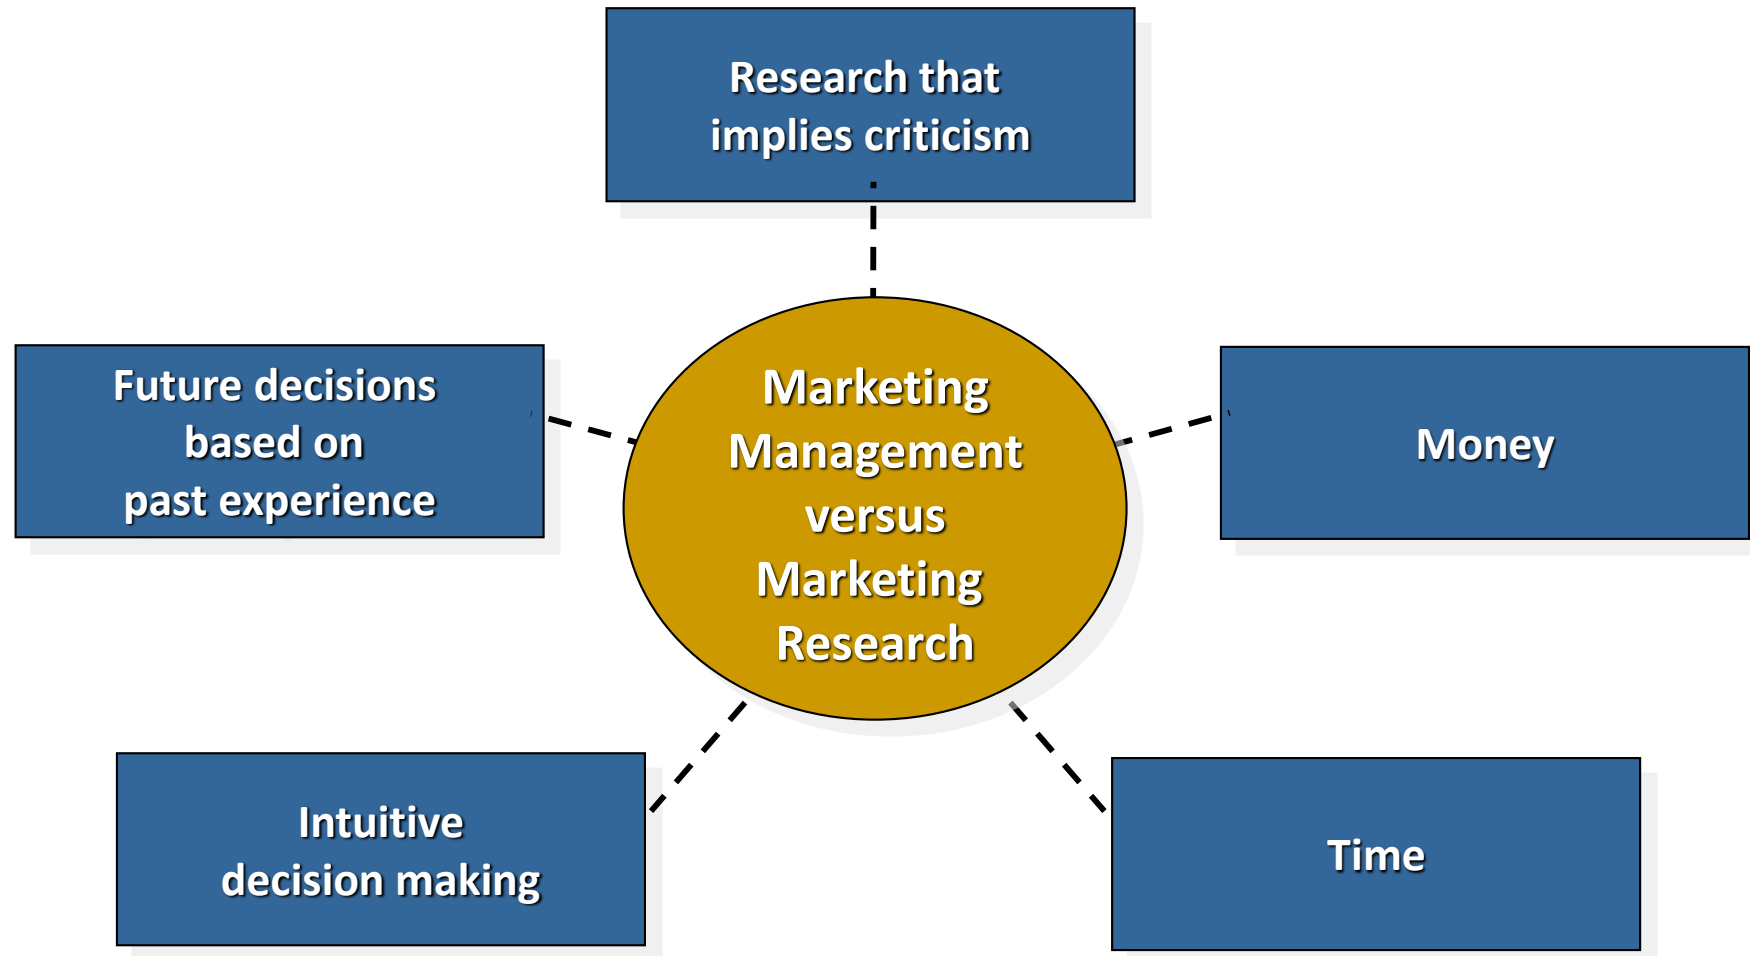 Research that
implies criticism
Future decisions
based on
past experience
Marketing
Management
versus
Marketing
Research
Money
Intuitive
decision making
Time